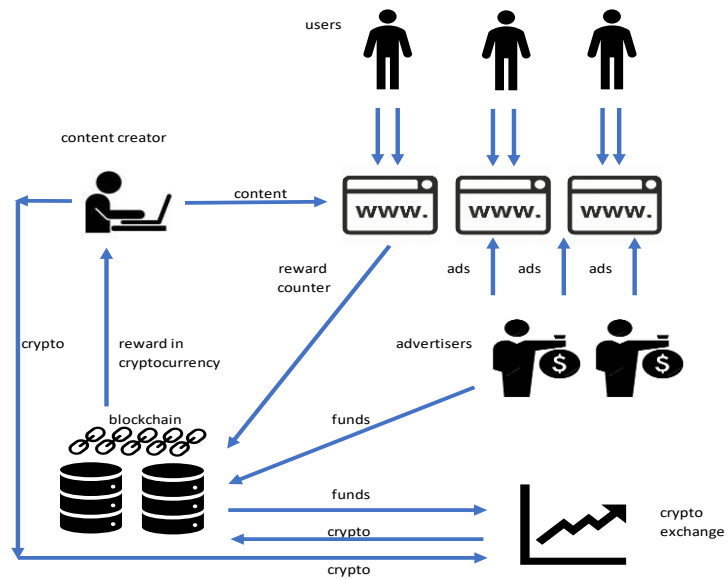 users
content creator
content
www.
www.
www.
reward
counter
ads
ads
ads
crypto
reward in
cryptocurrency
advertisers
$
$
blockchain
funds
funds
crypto
crypto
exchange
crypto